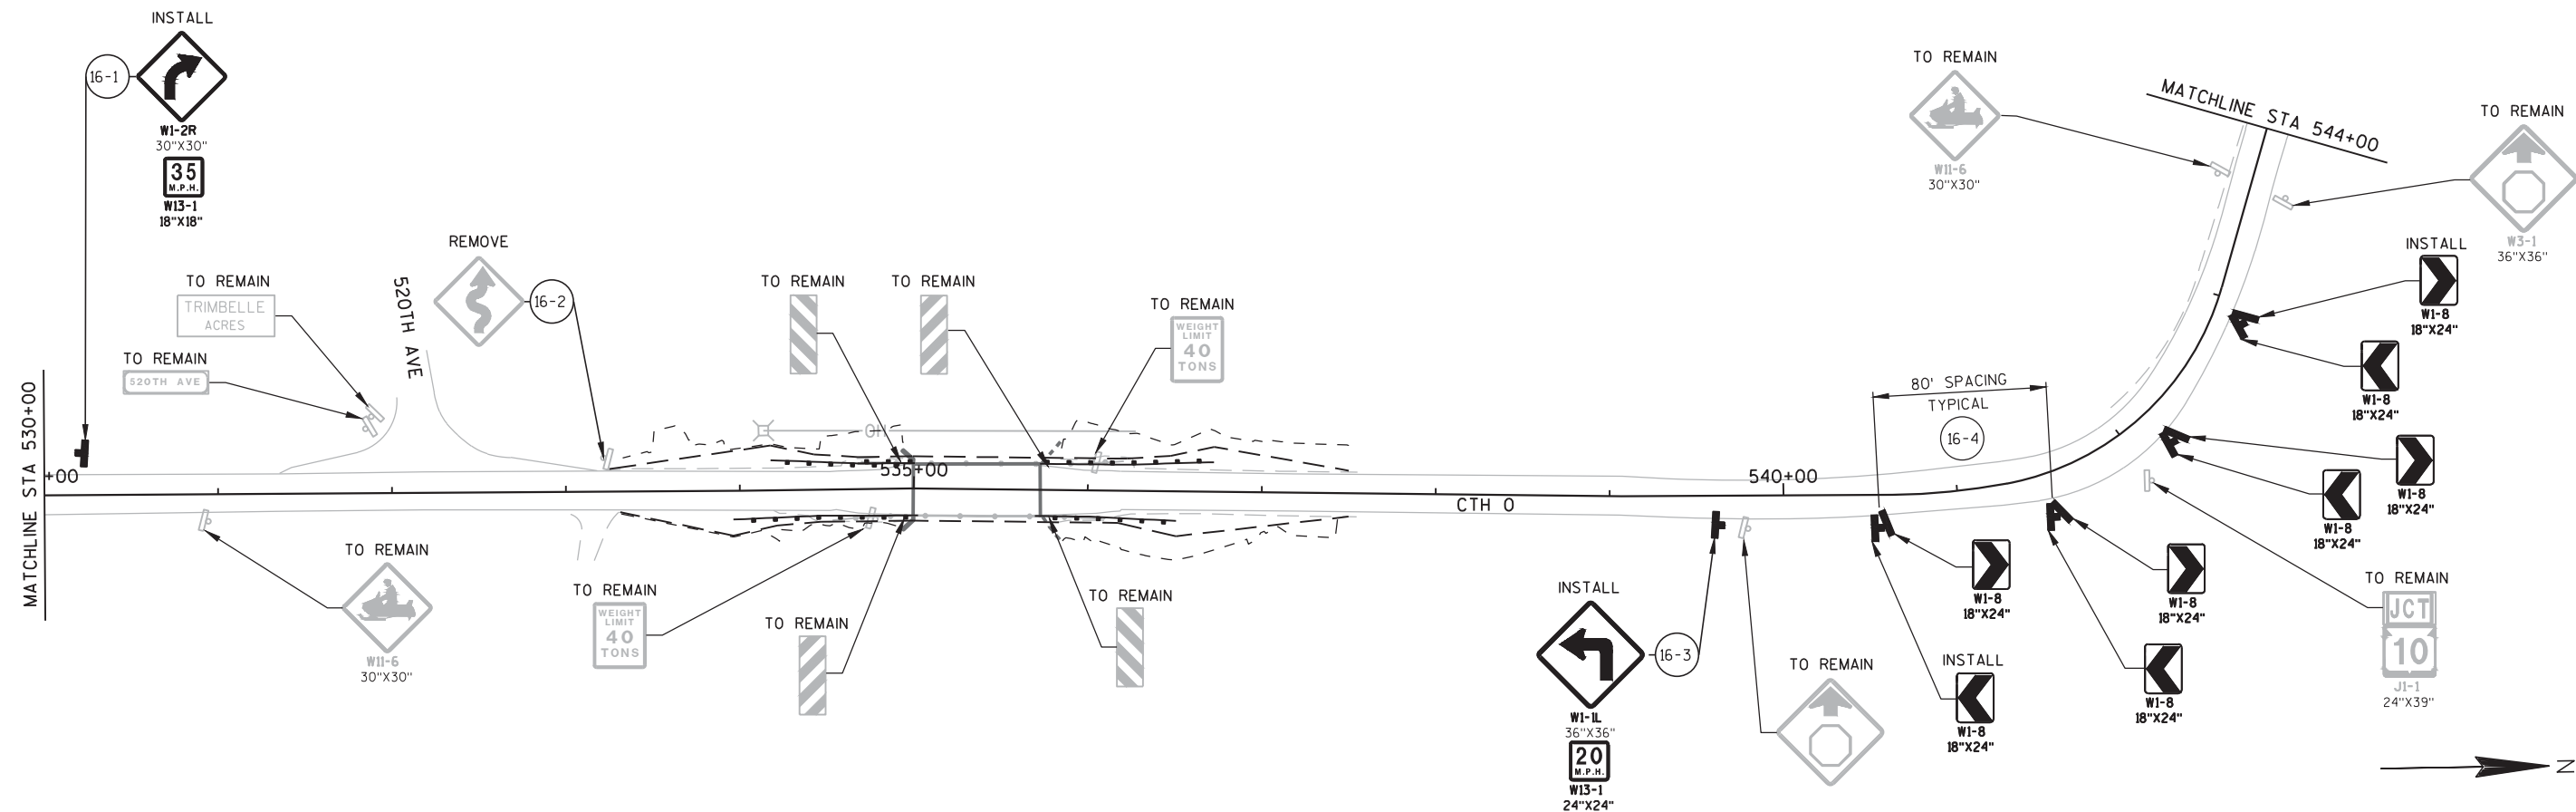 INSTALL
16-1
W1-2R
30"X30"
35
M.P.H.
W13-1
18"X18"
TO REMAIN
TRIMBELLE
ACRES
TO REMAIN
520TH AVE
520TH AVE
REMOVE
16-2
TO REMAIN
TO REMAIN
TO REMAIN
WEIGHT
LIMIT
40
TONS
MATCHLINE STA 530+00
+00
OH
535+00
CTH O
540+00
TO REMAIN
W11-6
30"X30"
TO REMAIN
WEIGHT
LIMIT
40
TONS
TO REMAIN
TO REMAIN
TO REMAIN
W11-6
30"X30"
MATCHLINE STA 544+00
TO REMAIN
W3-1
36"X36"
INSTALL
W1-8
18"X24"
W1-8
18"X24"
80' SPACING
TYPICAL
16-4
W1-8
18"X24"
W1-8
18"X24"
INSTALL
16-3
W1-1L
36"X36"
20
M.P.H.
W13-1
24"X24"
TO REMAIN
W1-8
18"X24"
INSTALL
W1-8
18"X24"
W1-8
18"X24"
W1-8
18"X24"
TO REMAIN
JCT
10
J1-1
24"X39"
N